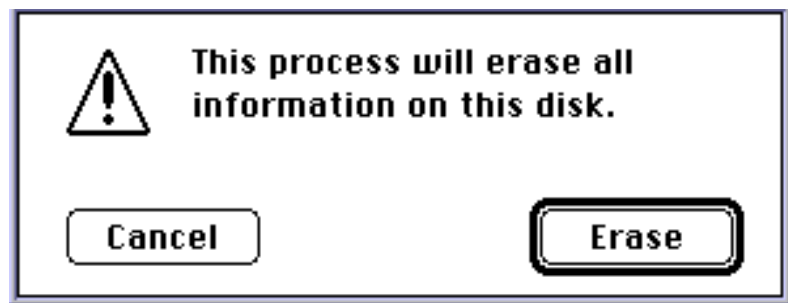 This process will erase all
information on this disk.
Cancel
Erase